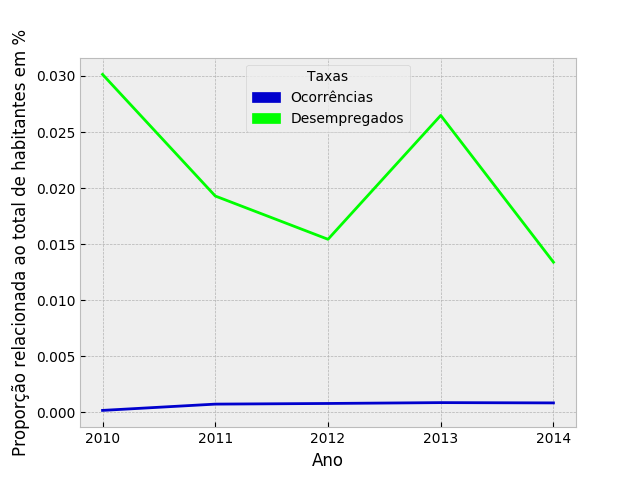 Proporção relacionada ao total de habitantes em %
0.030
0.025
0.020
0.015
0.010
0.005
0.000
Taxas
Ocorrências
Desempregados
2010 2011 2012 2013 2014
Ano